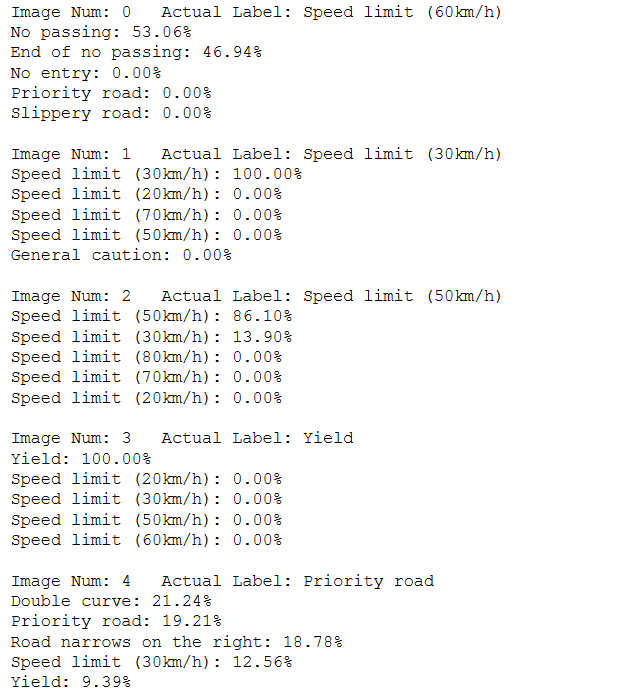 Image Num: 0   Actual Label: Speed limit (60km/h)
No passing: 53.06%
End of no passing: 46.94%
No entry: 0.00%
Priority road: 0.00%
Slippery road: 0.00%

Image Num: 1   Actual Label: Speed limit (30km/h)
Speed limit (30km/h): 100.00%
Speed limit (20km/h): 0.00%
Speed limit (70km/h): 0.00%
Speed limit (50km/h): 0.00%
General caution: 0.00%

Image Num: 2   Actual Label: Speed limit (50km/h)
Speed limit (50km/h): 86.10%
Speed limit (30km/h): 13.90%
Speed limit (80km/h): 0.00%
Speed limit (70km/h): 0.00%
Speed limit (20km/h): 0.00%

Image Num: 3   Actual Label: Yield
Yield: 100.00%
Speed limit (20km/h): 0.00%
Speed limit (30km/h): 0.00%
Speed limit (50km/h): 0.00%
Speed limit (60km/h): 0.00%

Image Num: 4   Actual Label: Priority road
Double curve: 21.24%
Priority road: 19.21%
Road narrows on the right: 18.78%
Speed limit (30km/h): 12.56%
Yield: 9.39%